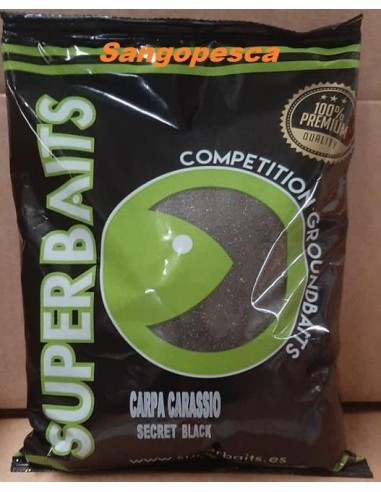 Sangopesca
SUPERBAITS
100%
PREMIUM
QUALITY
COMPETITION GROUNDBAITS
CARPA CARASSIO
SECRET BLACK
www.superbaits.es